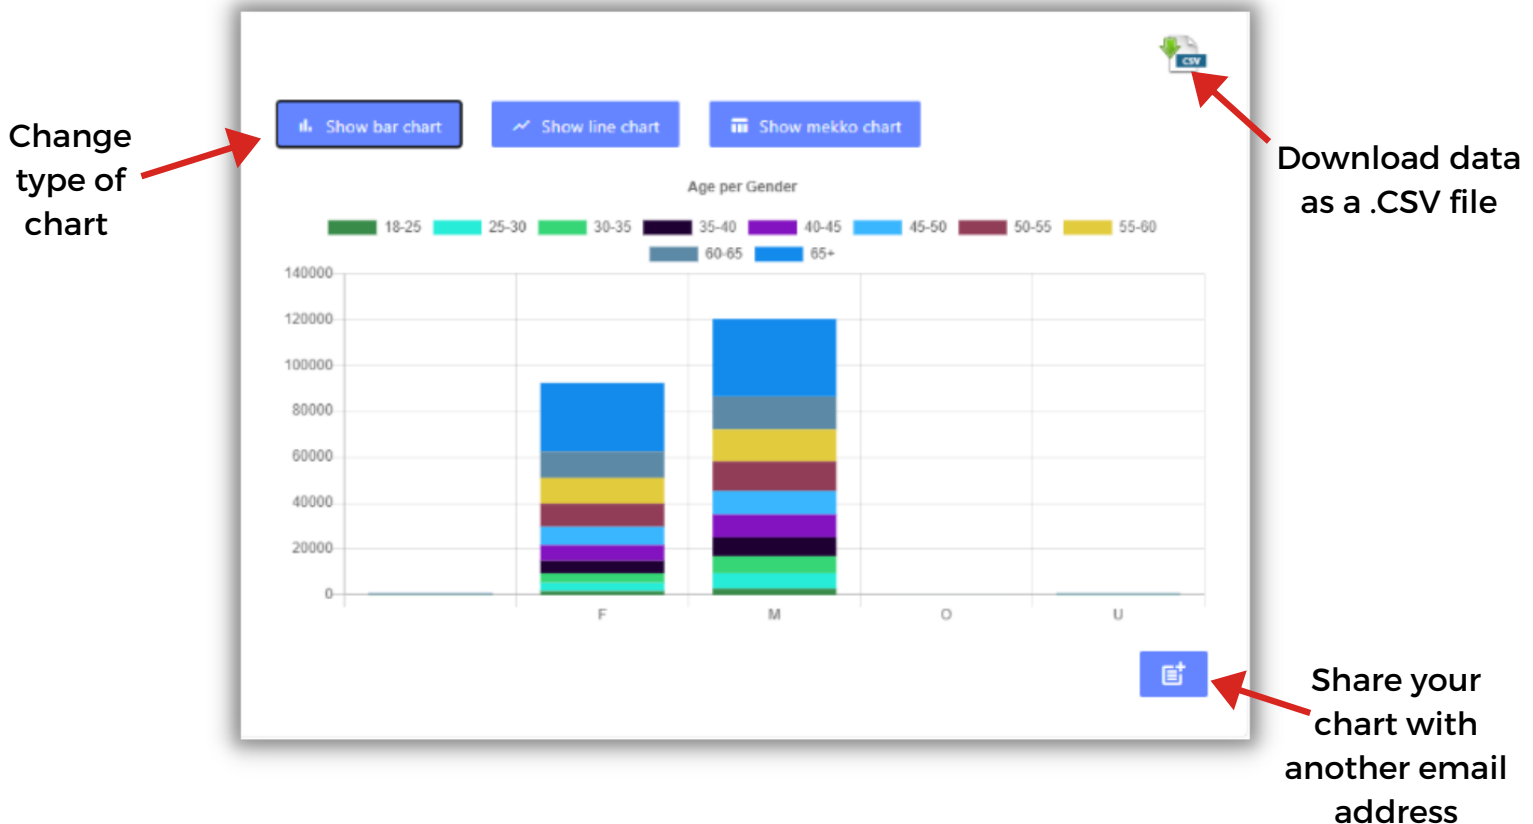 CSV
Show bar chart
Show line chart
Show mekko chart
Change
type of
chart
Download data
as a .CSV file
Age per Gender
18-25 25-30 30-35 35-40 40-45 45-50 50-55 55-60
60-65 65+
140000
120000
100000
80000
60000
40000
20000
0
F M O U
Share your
chart with
another email
address